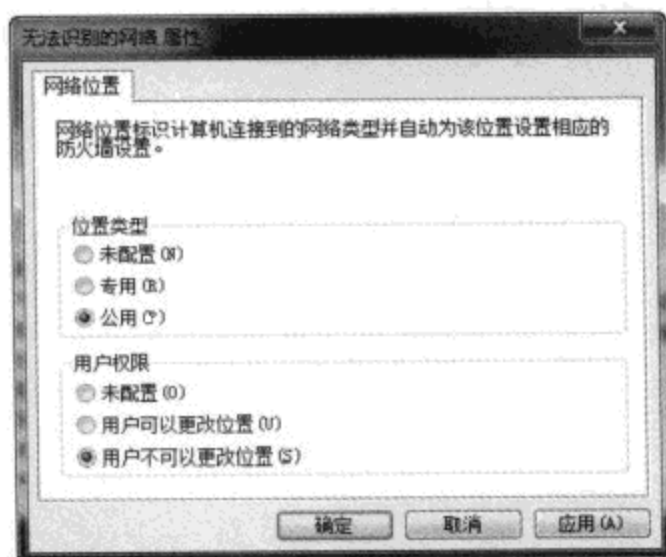 无法识别的网络 属性
网络位置
网络位置标识计算机连接到的网络类型并自动为该位置设置相应的
防火墙设置。
位置类型
未配置(N)
专用(R)
公用(P)
用户权限
未配置(O)
用户可以更改位置(U)
用户不可以更改位置(S)
确定
取消
应用(A)